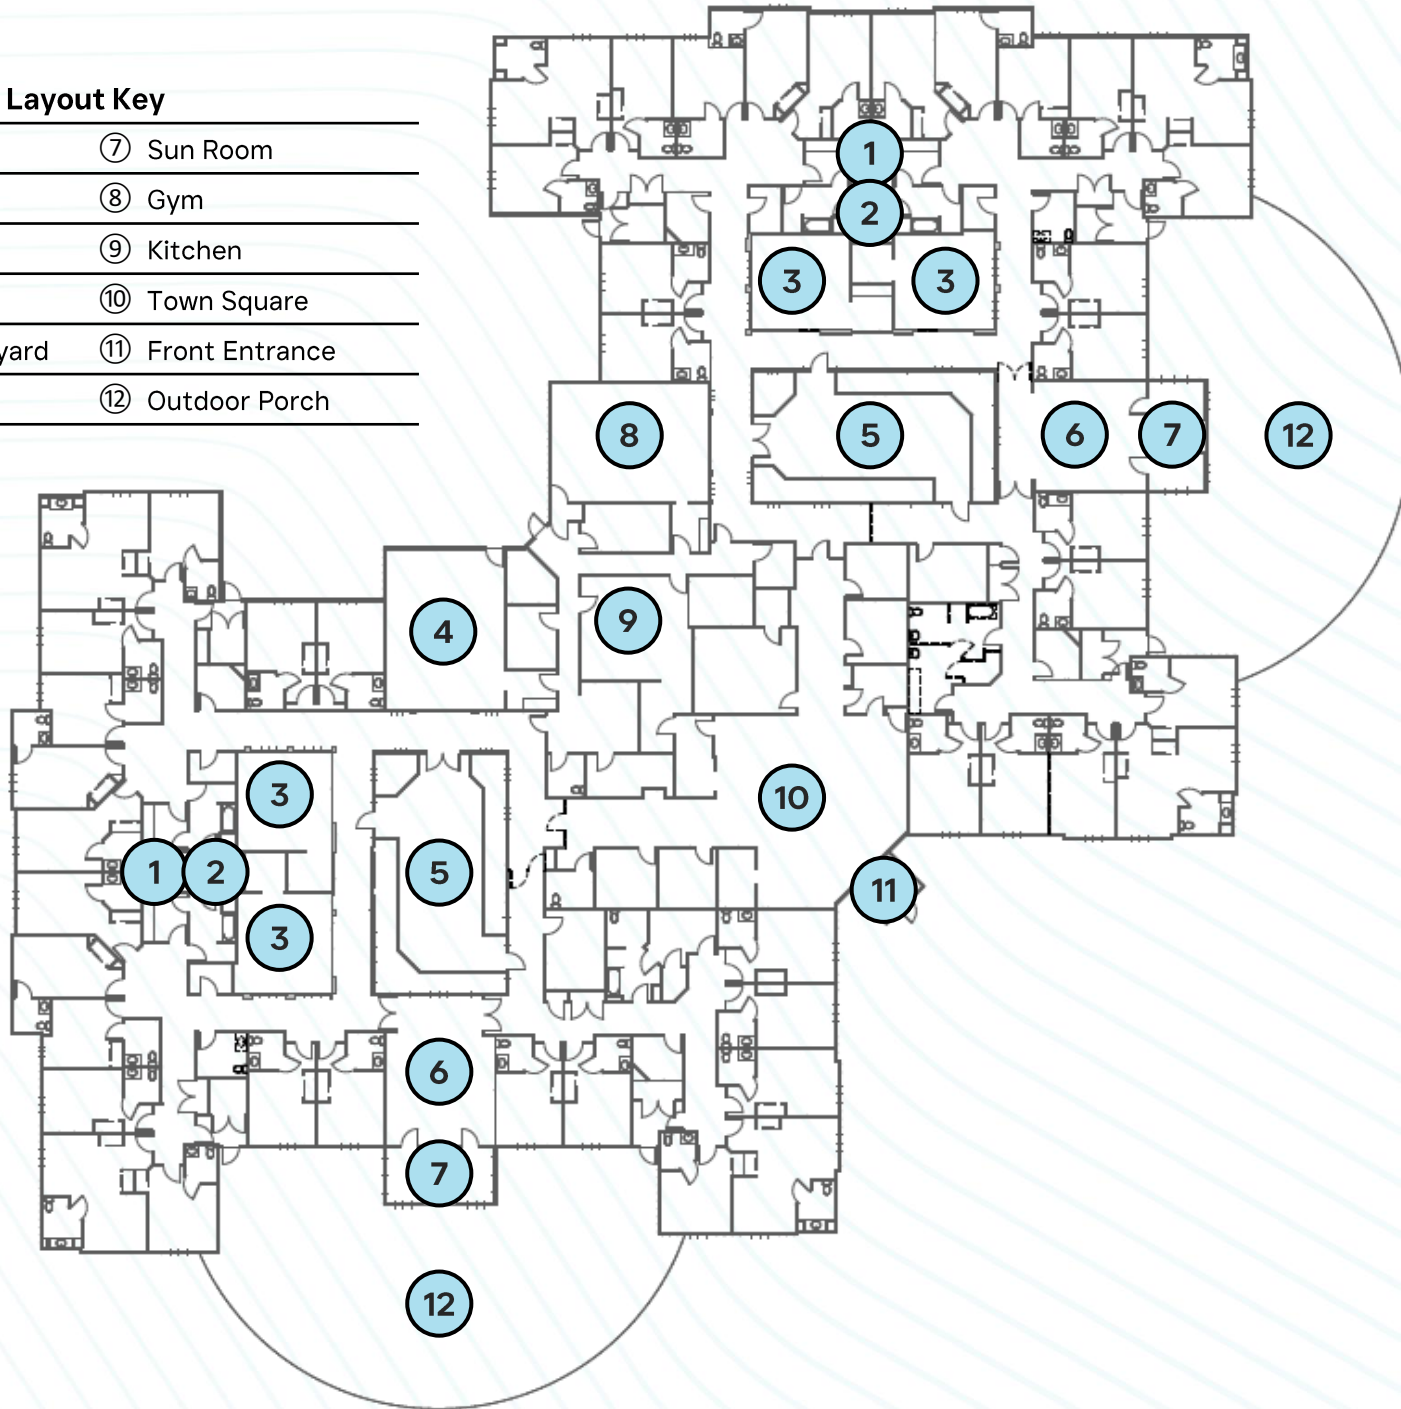 Layout Key
⑦ Sun Room
⑧ Gym
⑨ Kitchen
⑩ Town Square
yard ⑪ Front Entrance
⑫ Outdoor Porch
1
2
3 3
8 5 6 7 12
4 9
3
10
1 2 5
11
3
6
7
12